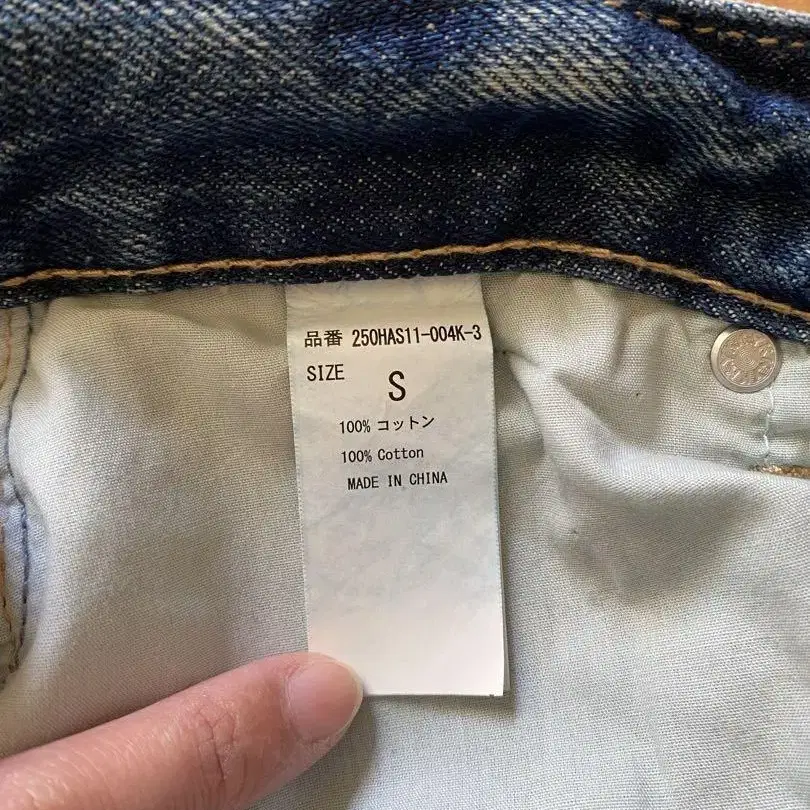 品番 250HAS11-004K-3
SIZE S
100% コットン
100% Cotton
MADE IN CHINA